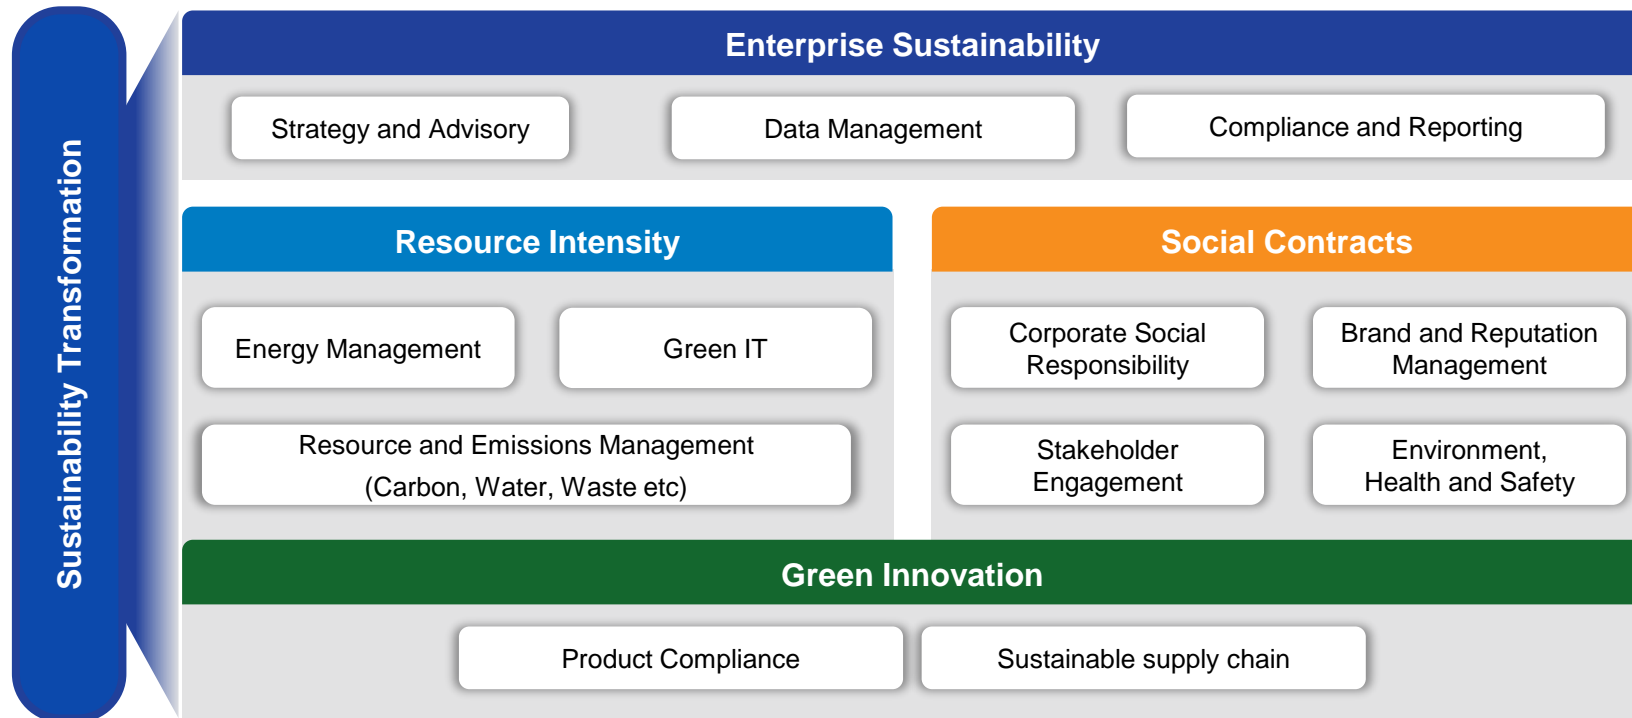 Sustainability Transformation
Enterprise Sustainability
Strategy and Advisory
Data Management
Compliance and Reporting
Resource Intensity
Energy Management
Green IT
Resource and Emissions Management
(Carbon, Water, Waste etc)
Social Contracts
Corporate Social
Responsibility
Brand and Reputation
Management
Stakeholder
Engagement
Environment,
Health and Safety
Green Innovation
Product Compliance
Sustainable supply chain